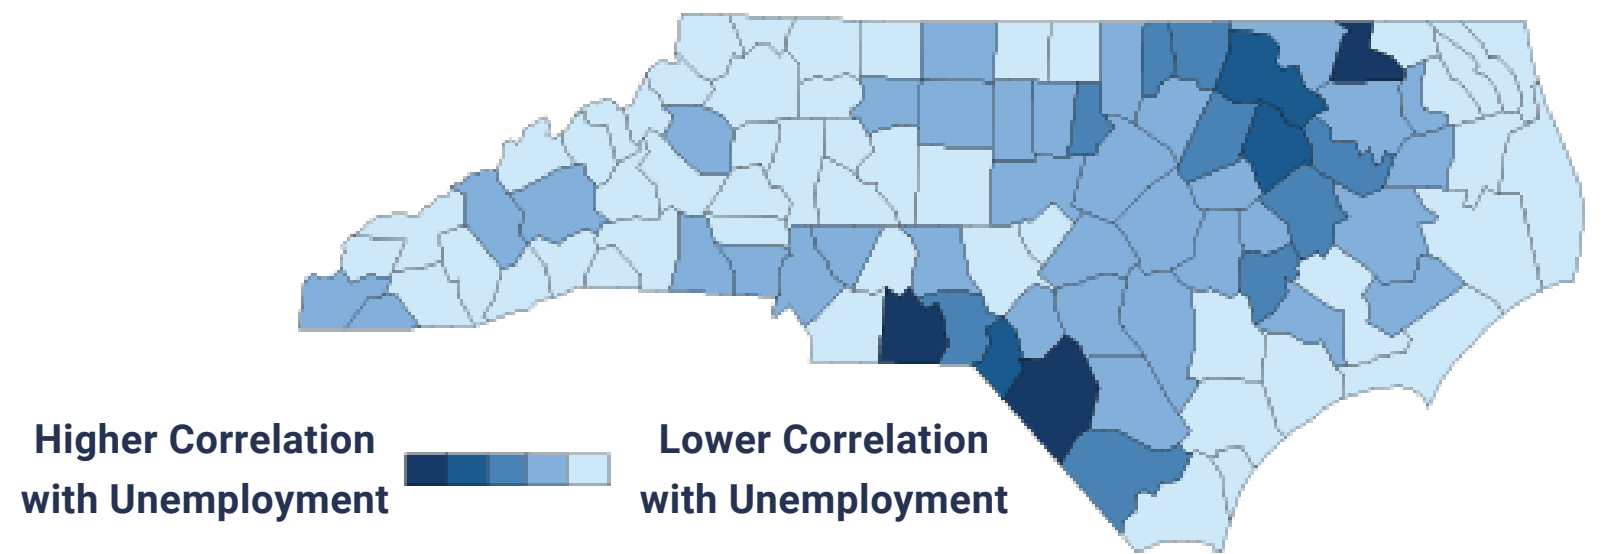 Higher Correlation
with Unemployment
Lower Correlation
with Unemployment